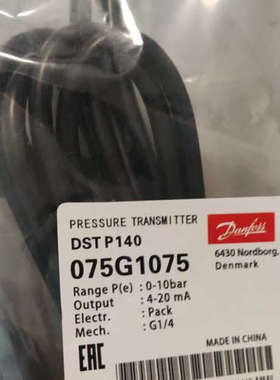 PRESSURE TRANSMITTER
DST P140
075G1075
Range P(e) : 0-10bar
Output : 4-20 mA
Electr. : Pack
Mech. : G1/4
Danfoss
6430 Nordborg,
Denmark
EAC
MADE IN CHINA